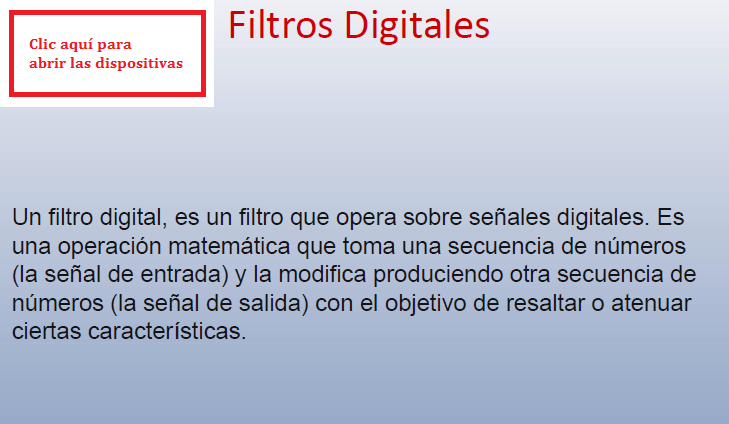 Clic aquí para
abrir las dispositivas
Filtros Digitales
Un filtro digital, es un filtro que opera sobre señales digitales. Es
una operación matemática que toma una secuencia de números
(la señal de entrada) y la modifica produciendo otra secuencia de
números (la señal de salida) con el objetivo de resaltar o atenuar
ciertas características.